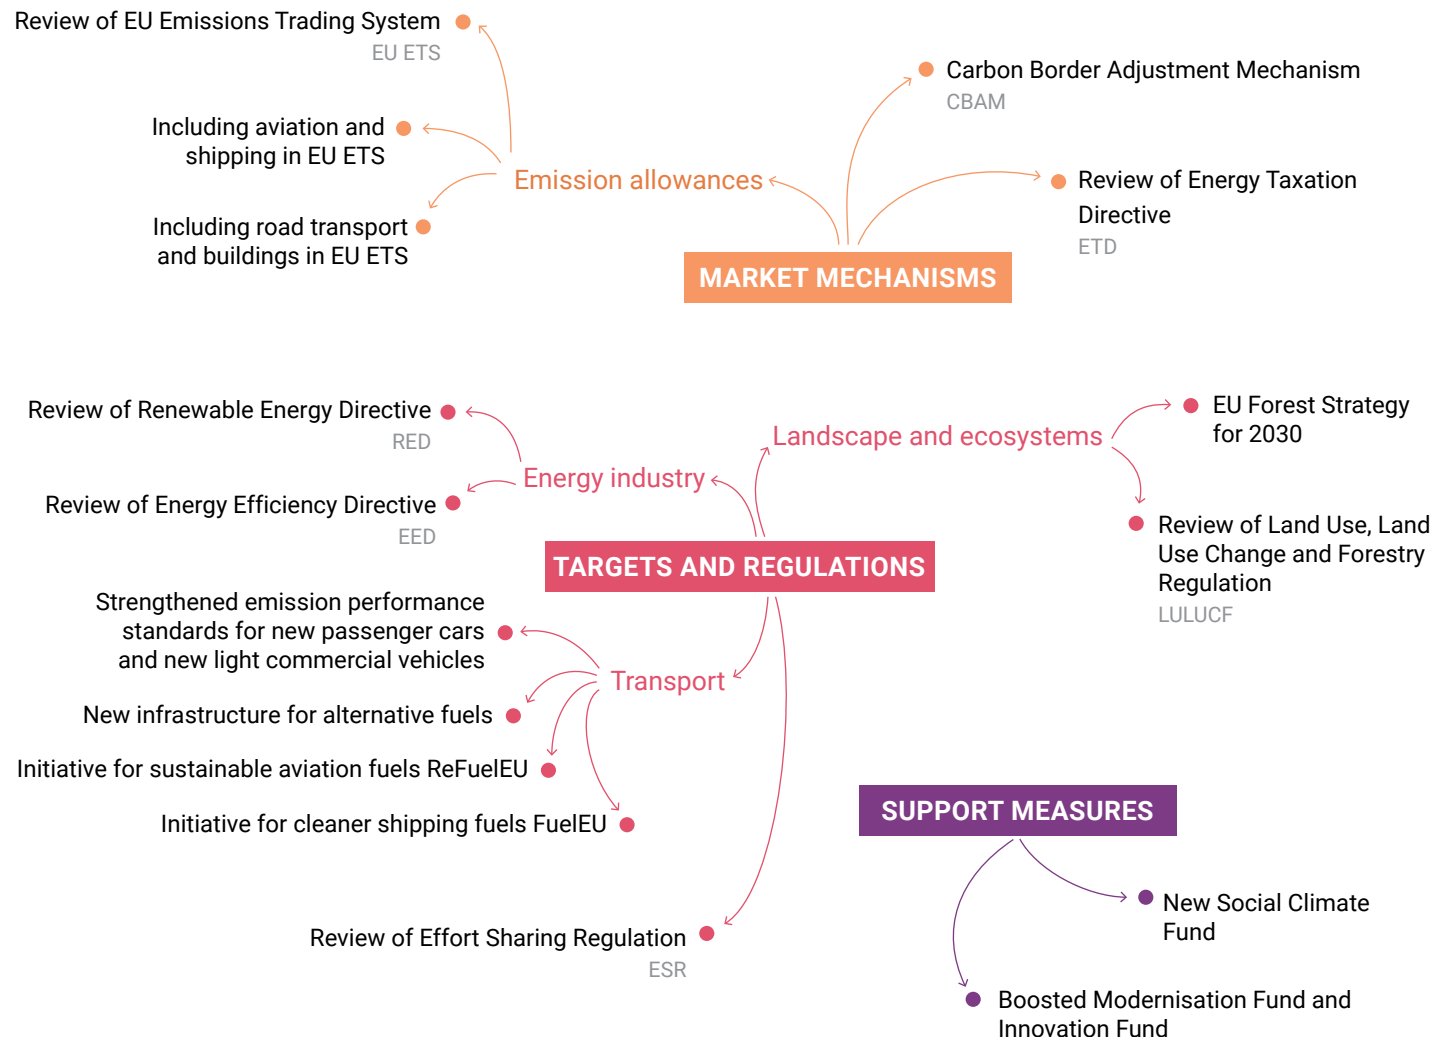 Review of EU Emissions Trading System
EU ETS
Including aviation and
shipping in EU ETS
Including road transport
and buildings in EU ETS
Emission allowances
Carbon Border Adjustment Mechanism
CBAM
Review of Energy Taxation
Directive
ETD
MARKET MECHANISMS
Review of Renewable Energy Directive
RED
Review of Energy Efficiency Directive
EED
Energy industry
Landscape and ecosystems
EU Forest Strategy
for 2030
Review of Land Use, Land
Use Change and Forestry
Regulation
LULUCF
TARGETS AND REGULATIONS
Strengthened emission performance
standards for new passenger cars
and new light commercial vehicles
Transport
New infrastructure for alternative fuels
Initiative for sustainable aviation fuels ReFuelEU
Initiative for cleaner shipping fuels FuelEU
Review of Effort Sharing Regulation
ESR
SUPPORT MEASURES
New Social Climate
Fund
Boosted Modernisation Fund and
Innovation Fund